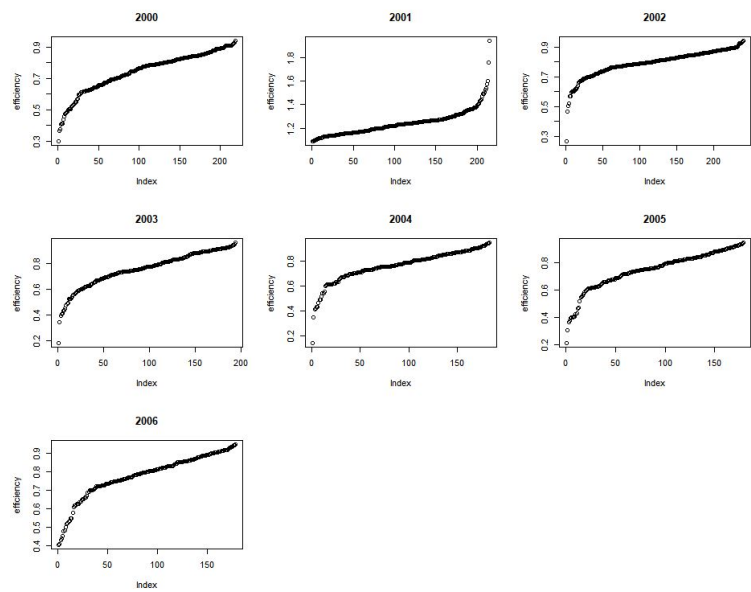 2000
efficiency
0.3 0.5 0.7 0.9
0 50 100 150 200
Index
2001
efficiency
1.2 1.4 1.6 1.8
0 50 100 150 200
Index
2002
efficiency
0.3 0.5 0.7 0.9
0 50 100 150 200
Index
2003
efficiency
0.2 0.4 0.6 0.8
0 50 100 150 200
Index
2004
efficiency
0.2 0.4 0.6 0.8
0 50 100 150
Index
2005
efficiency
0.2 0.4 0.6 0.8
0 50 100 150
Index
2006
efficiency
0.4 0.5 0.6 0.7 0.8 0.9
0 50 100 150
Index